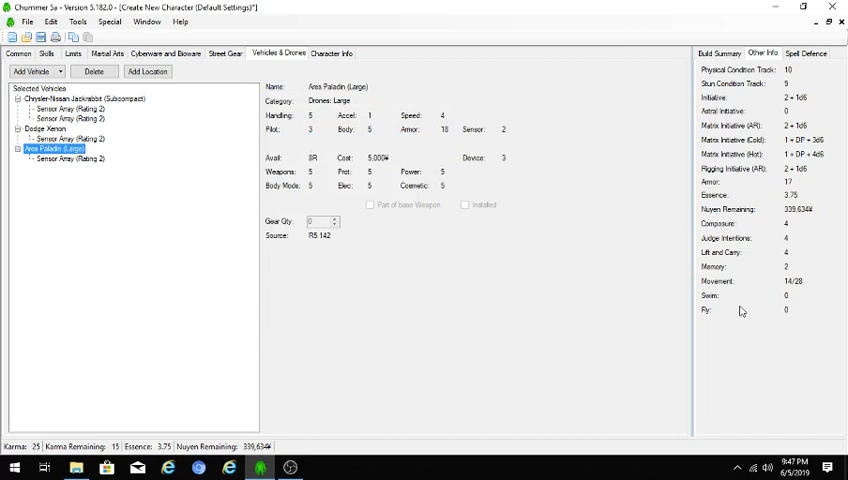 Chummer 5a - Version 5.182.0 - [Create New Character (Default Settings)*]
File Edit Tools Special Window Help
Common Skills Limits Martial Arts Cyberware and Bioware Street Gear Vehicles & Drones Character Info
Build Summary Other Info Spell Defence
Add Vehicle Delete Add Location
Selected Vehicles
Chrysler-Nissan Jackrabbit (Subcompact)
Sensor Array (Rating 2)
Sensor Array (Rating 2)
Dodge Xenon
Sensor Array (Rating 2)
Ares Paladin (Large)
Sensor Array (Rating 2)
Name: Ares Paladin (Large)
Category: Drones: Large
Handling: 5 Accel: 1 Speed: 4
Pilot: 3 Body: 5 Armor: 18 Sensor: 2
Avail: 8R Cost: 5,000¥ Device: 3
Weapons: 5 Prot: 5 Power: 5
Body Mode: 5 Elec: 5 Cosmetic: 5
Part of base Weapon Installed
Gear Qty: 0
Source: R5 142
Physical Condition Track: 10
Stun Condition Track: 9
Initiative: 2 + 1d6
Astral Initiative: 0
Matrix Initiative (AR): 2 + 1d6
Matrix Initiative (Cold): 1 + DP + 3d6
Matrix Initiative (Hot): 1 + DP + 4d6
Rigging Initiative (AR): 2 + 1d6
Armor: 17
Essence: 3.75
Nuyen Remaining: 339,634¥
Composure: 4
Judge Intentions: 4
Lift and Carry: 4
Memory: 2
Movement: 14/28
Swim: 0
Fly: 0
Karma: 25 Karma Remaining: 15 Essence: 3.75 Nuyen Remaining: 339,634¥
9:47 PM
6/5/2019